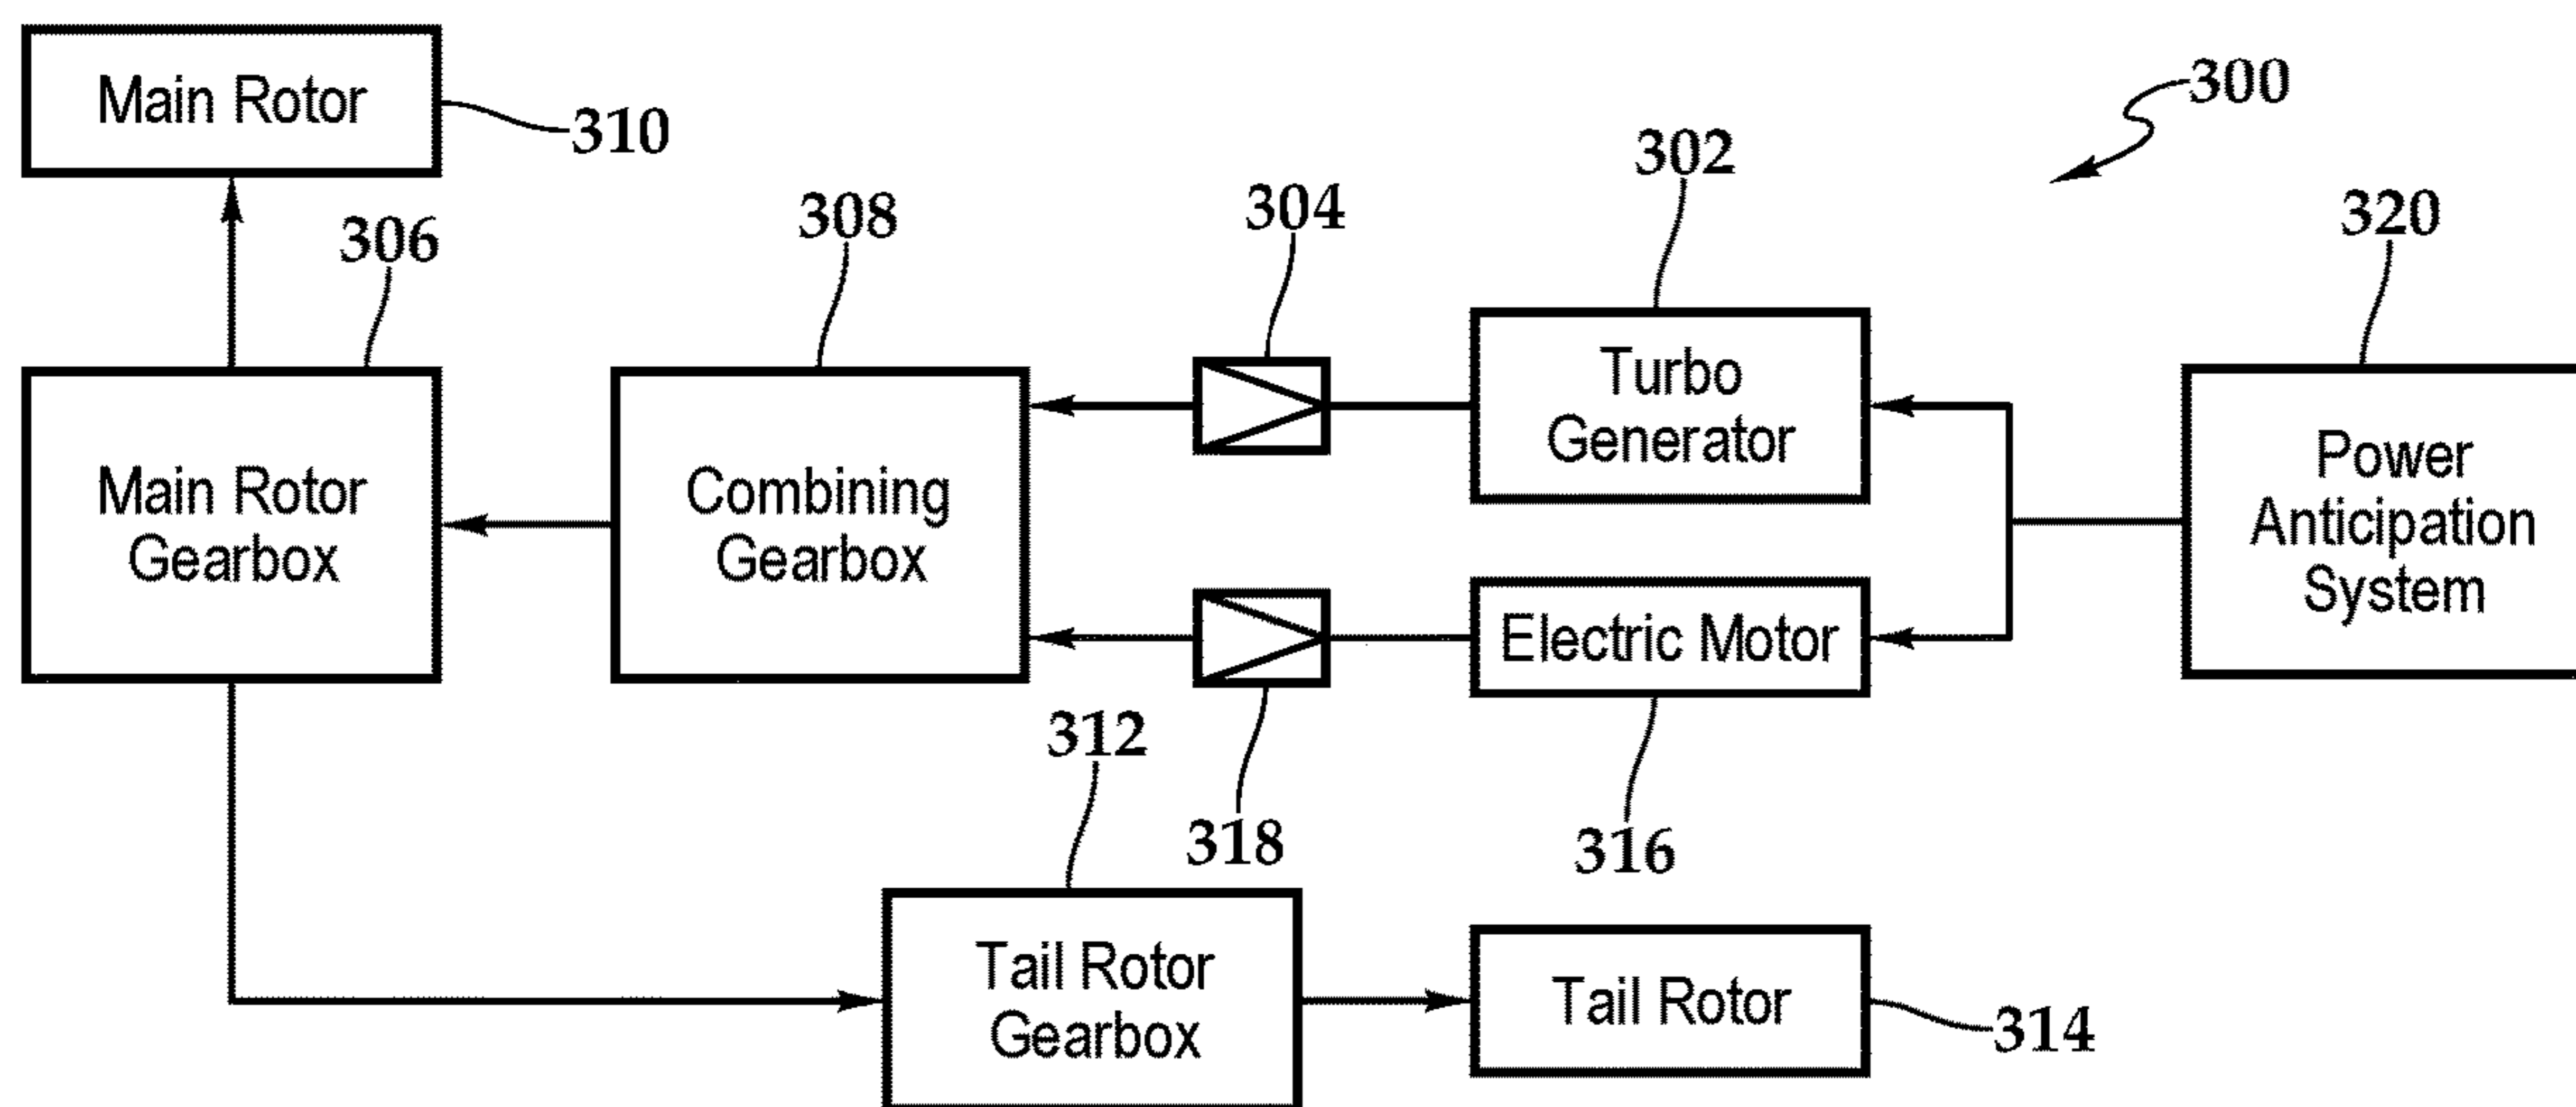 Main Rotor
310
300
302
304
308
306
320
Turbo
Generator
Power
Anticipation
System
Main Rotor
Gearbox
Combining
Gearbox
Electric Motor
312
318
316
Tail Rotor
Gearbox
Tail Rotor
314